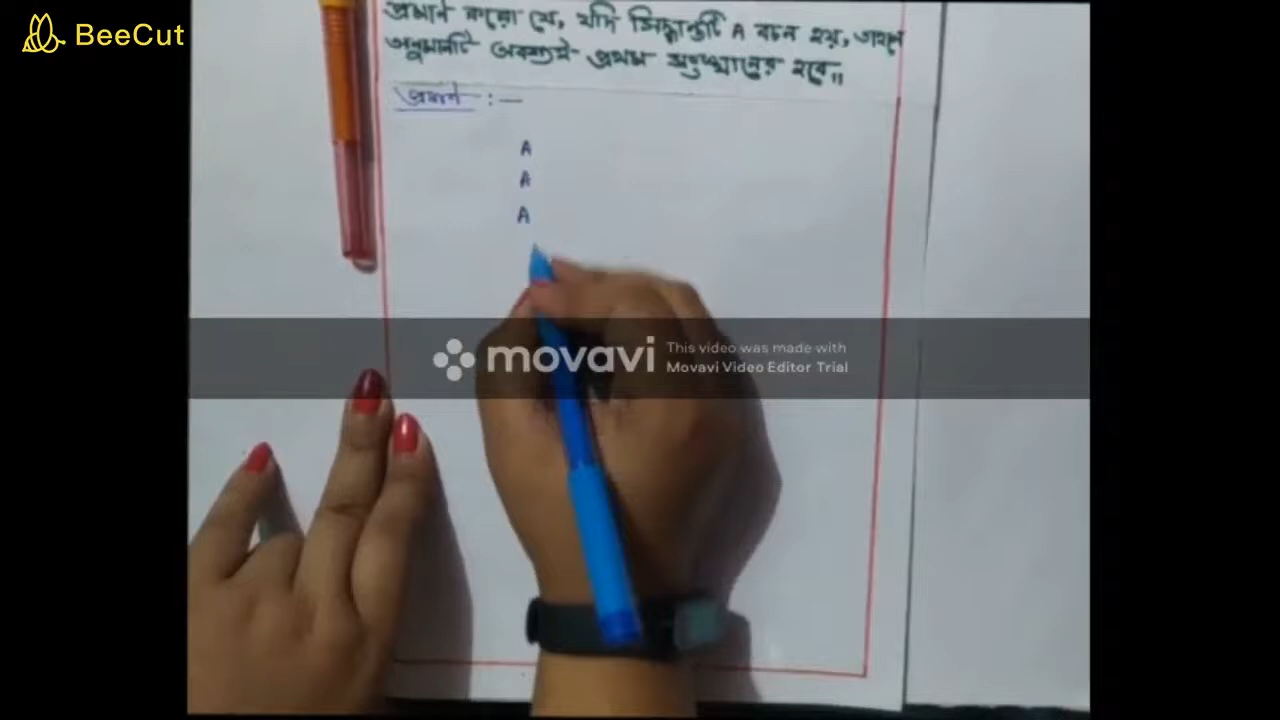 BeeCut
প্রমাণ করো যে, যদি সিদ্ধান্তটি A বচন হয়, তাহলে
অনুমানটি অবশ্যই প্রথম সংস্থানের হবে॥
প্রমাণ :—
A
A
A
movavi
This video was made with
Movavi Video Editor Trial